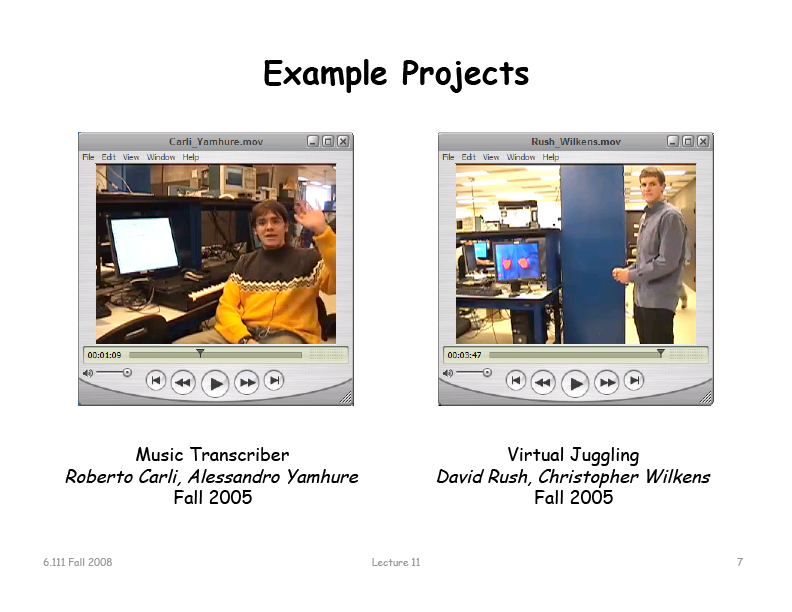 Example Projects
Carli_Yamhure.mov
File Edit View Window Help
00:01:09
Rush_Wilkens.mov
File Edit View Window Help
00:03:47
Music Transcriber
Roberto Carli, Alessandro Yamhure
Fall 2005
Virtual Juggling
David Rush, Christopher Wilkens
Fall 2005
6.111 Fall 2008
Lecture 11
7